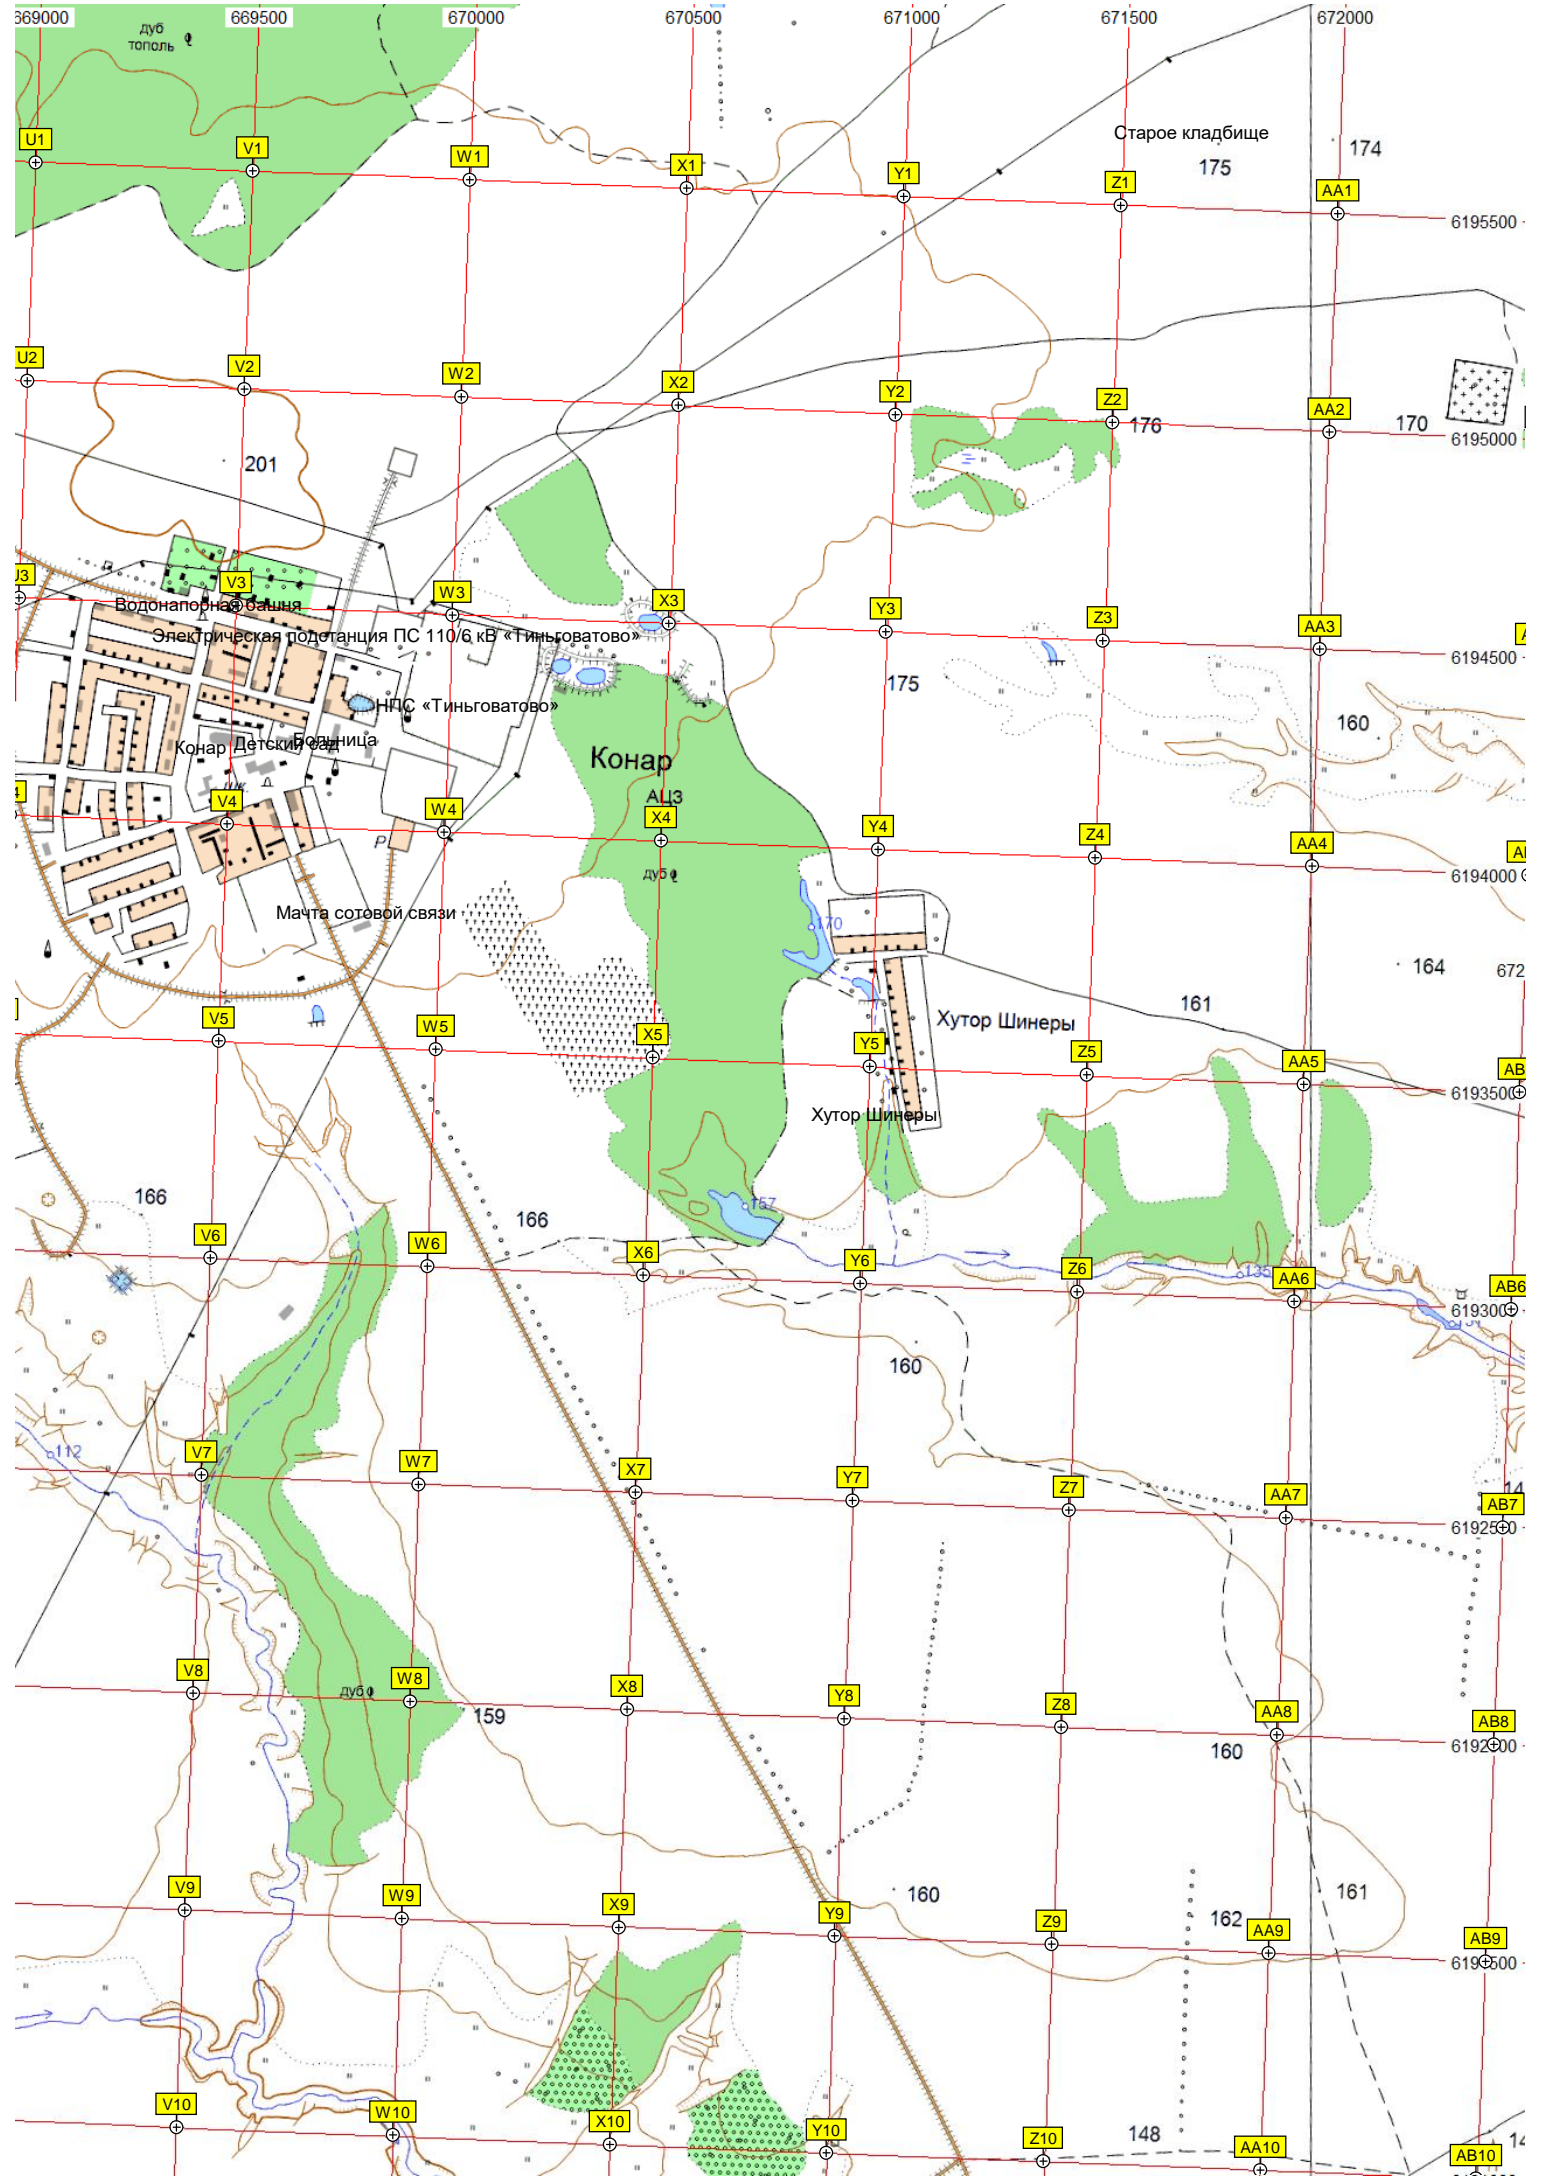 669000 669500 670000 670500 671000 671500 672000
дуб
тополь
Старое кладбище
175
174
U1 V1 W1 X1 Y1 Z1 AA1
6195500
U2 V2 W2 X2 Y2 Z2 AA2
176
170
6195000
201
V3 W3 X3 Y3 Z3 AA3
Водонапорная башня
Электрическая подстанция ПС 110/6 кВ «Тиньговатово»
6194500
175
НПС «Тиньговатово»
160
Конар Детский сад
Больница
Конар
АЦЗ
V4 W4 X4 Y4 Z4 AA4
Р
дуб
6194000
Мачта сотовой связи
170
164
672
161
Хутор Шинеры
V5 W5 X5 Y5 Z5 AA5 AB
6193500
Хутор Шинеры
166
157
166
V6 W6 X6 Y6 Z6 AA6 AB6
135
6193000
160
112
V7 W7 X7 Y7 Z7 AA7 AB7
14
V8 W8 X8 Y8 Z8 AA8 AB8
дуб
159
160
V9 W9 X9 Y9 Z9 AA9 AB9
160
161
162
V10 W10 X10 Y10 Z10 AA10 AB10
148